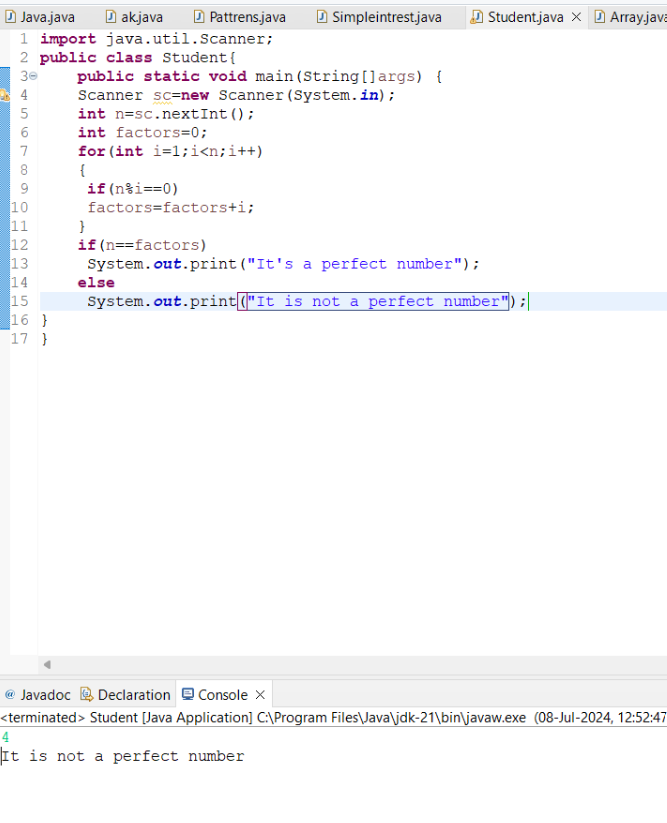 Java.java ak.java Pattrens.java Simpleintrest.java Student.java Array.java
1 import java.util.Scanner;
2 public class Student{
3 public static void main(String[]args) {
4 Scanner sc=new Scanner(System.in);
5 int n=sc.nextInt();
6 int factors=0;
7 for(int i=1;i<n;i++)
8 {
9 if(n%i==0)
10 factors=factors+i;
11 }
12 if(n==factors)
13 System.out.print("It's a perfect number");
14 else
15 System.out.print("It is not a perfect number");
16 }
17 }
@ Javadoc Declaration Console
<terminated> Student [Java Application] C:\Program Files\Java\jdk-21\bin\javaw.exe (08-Jul-2024, 12:52:47
4
It is not a perfect number